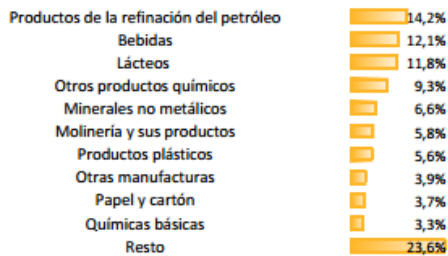 Productos de la refinación del petróleo 14,2%
Bebidas 12,1%
Lácteos 11,8%
Otros productos químicos 9,3%
Minerales no metálicos 6,6%
Molinería y sus productos 5,8%
Productos plásticos 5,6%
Otras manufacturas 3,9%
Papel y cartón 3,7%
Químicas básicas 3,3%
Resto 23,6%